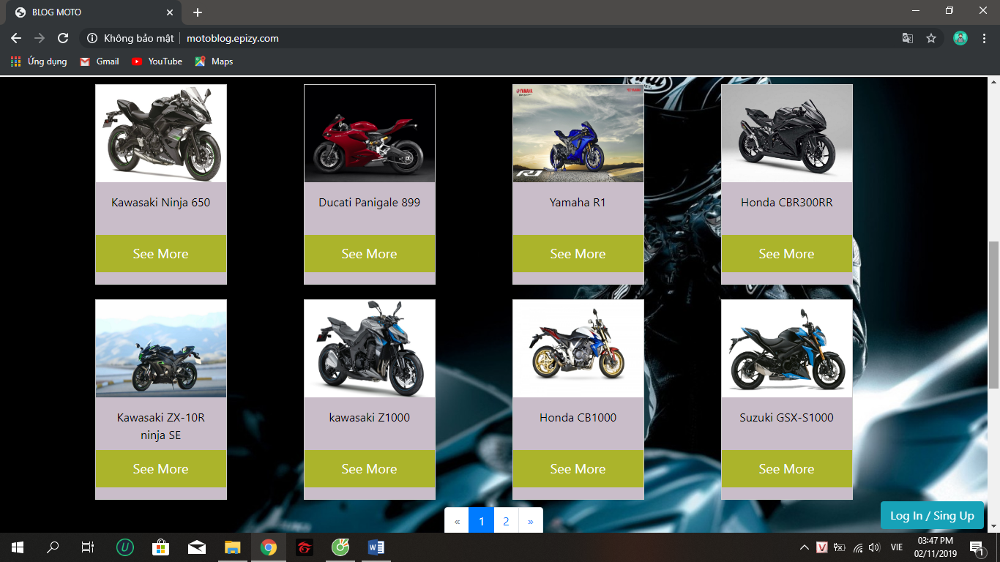 BLOG MOTO
Không bảo mật
motoblog.epizy.com
Ứng dụng
Gmail
YouTube
Maps
YAMAHA
R1
Kawasaki Ninja 650
Ducati Panigale 899
Yamaha R1
Honda CBR300RR
See More
See More
See More
See More
Kawasaki ZX-10R
ninja SE
kawasaki Z1000
Honda CB1000
Suzuki GSX-S1000
See More
See More
See More
See More
«
1
2
»
Log In / Sing Up
VIE
03:47 PM
02/11/2019
1